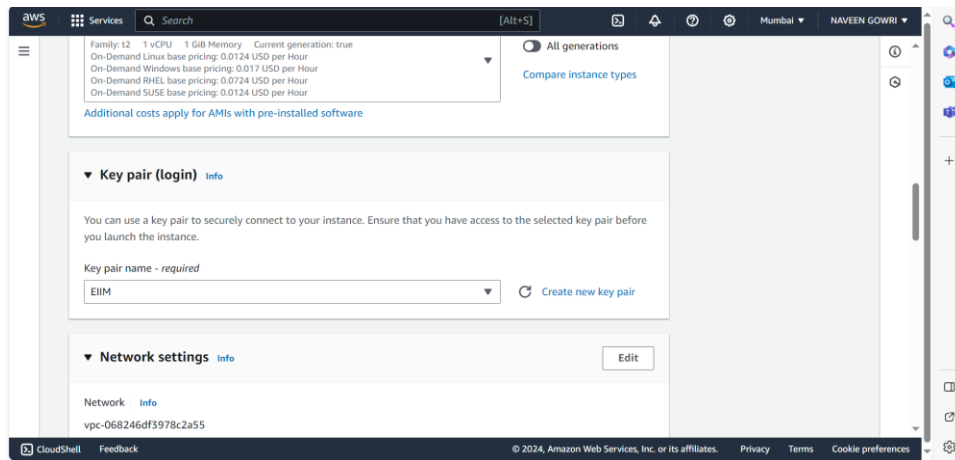 aws
Services
Search
[Alt+S]
Mumbai
NAVEEN GOWRI
Family: t2 1 vCPU 1 GiB Memory Current generation: true
On-Demand Linux base pricing: 0.0124 USD per Hour
On-Demand Windows base pricing: 0.017 USD per Hour
On-Demand RHEL base pricing: 0.0724 USD per Hour
On-Demand SUSE base pricing: 0.0124 USD per Hour
All generations
Compare instance types
Additional costs apply for AMIs with pre-installed software
Key pair (login) Info
You can use a key pair to securely connect to your instance. Ensure that you have access to the selected key pair before
you launch the instance.
Key pair name - required
EIIM
Create new key pair
Network settings Info
Edit
Network Info
vpc-068246df3978c2a55
CloudShell
Feedback
© 2024, Amazon Web Services, Inc. or its affiliates.
Privacy
Terms
Cookie preferences